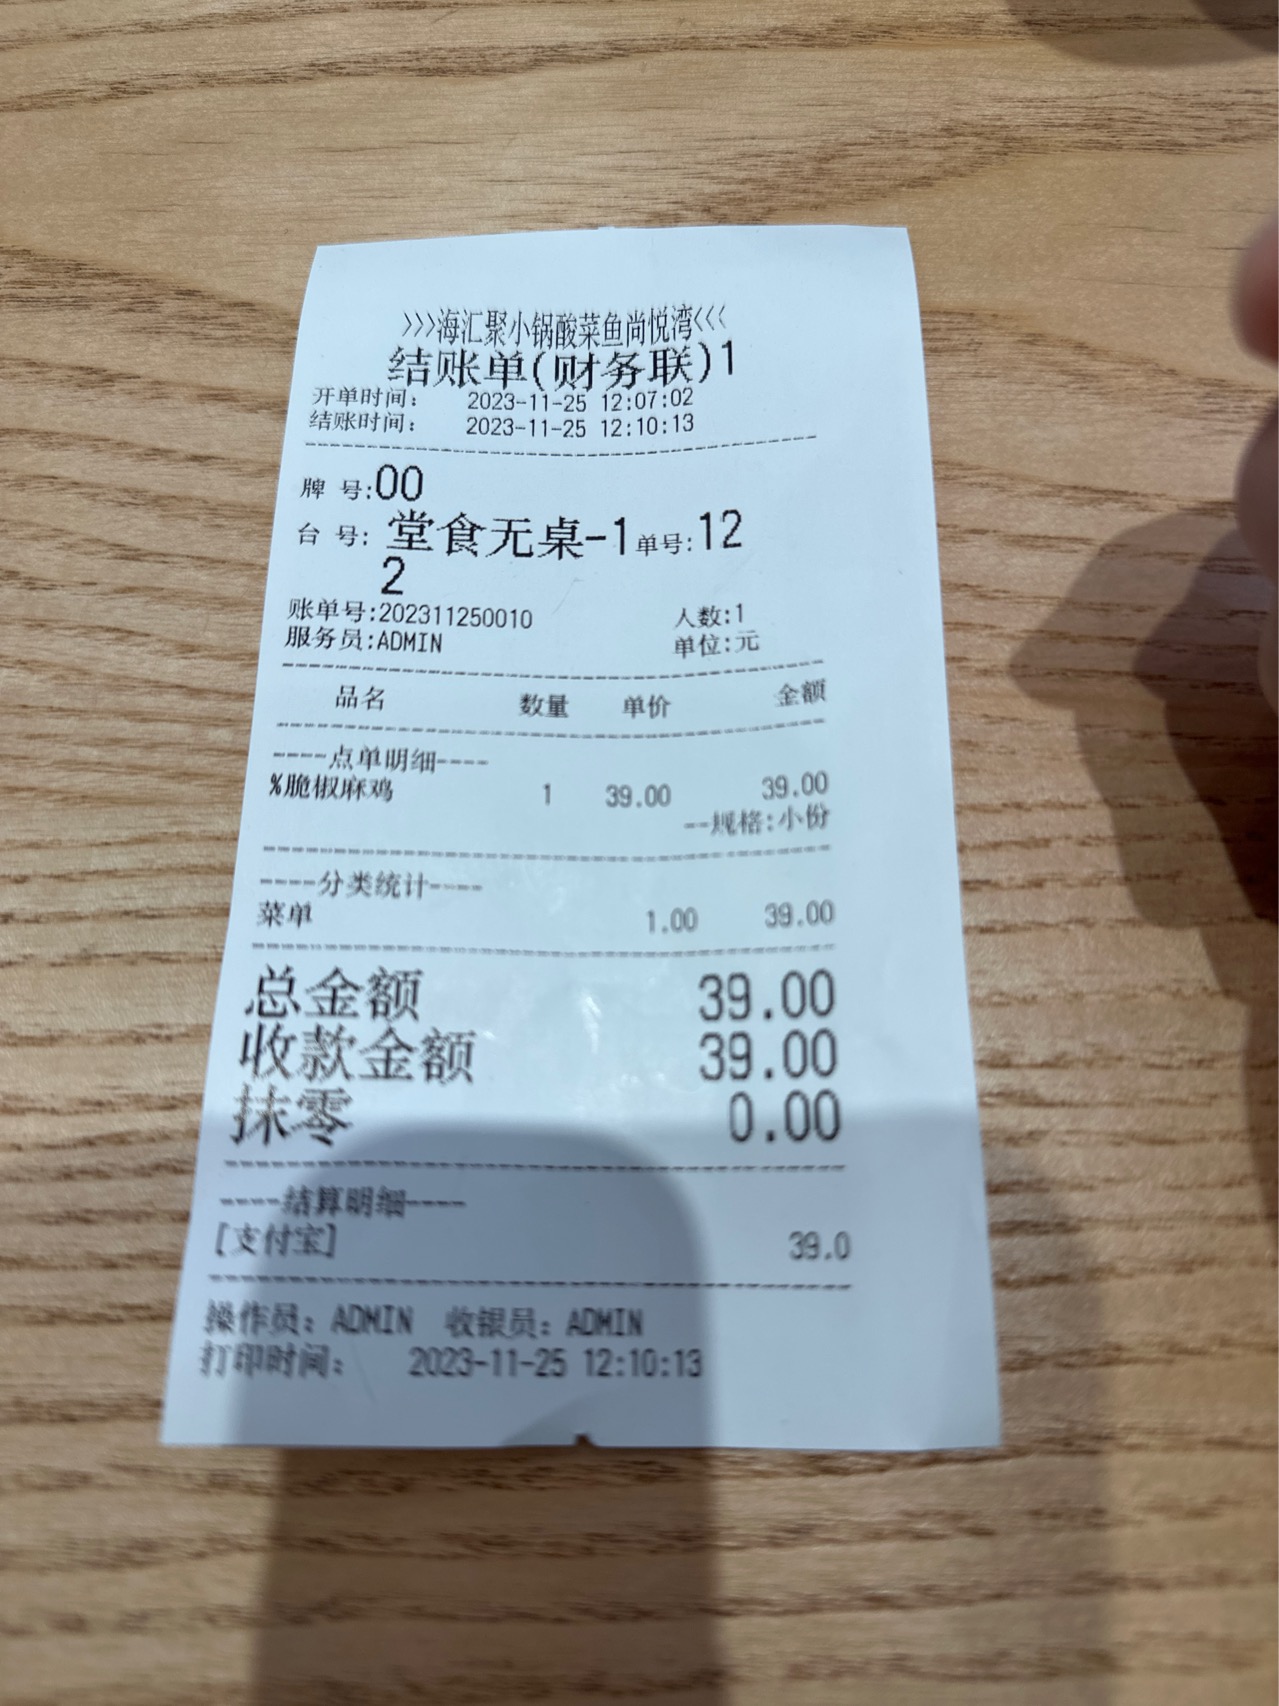 >>>海汇聚小锅酸菜鱼尚悦湾<<<
结账单(财务联)1
开单时间: 2023-11-25 12:07:02
结账时间: 2023-11-25 12:10:13
牌 号:00
台 号: 堂食无桌-1 单号:12
2
账单号:202311250010 人数:1
服务员:ADMIN 单位:元
品名 数量 单价 金额
----点单明细----
%脆椒麻鸡 1 39.00 39.00
--规格:小份
----分类统计----
菜单 1.00 39.00
总金额 39.00
收款金额 39.00
抹零 0.00
----结算明细----
[支付宝] 39.0
操作员: ADMIN 收银员: ADMIN
打印时间: 2023-11-25 12:10:13